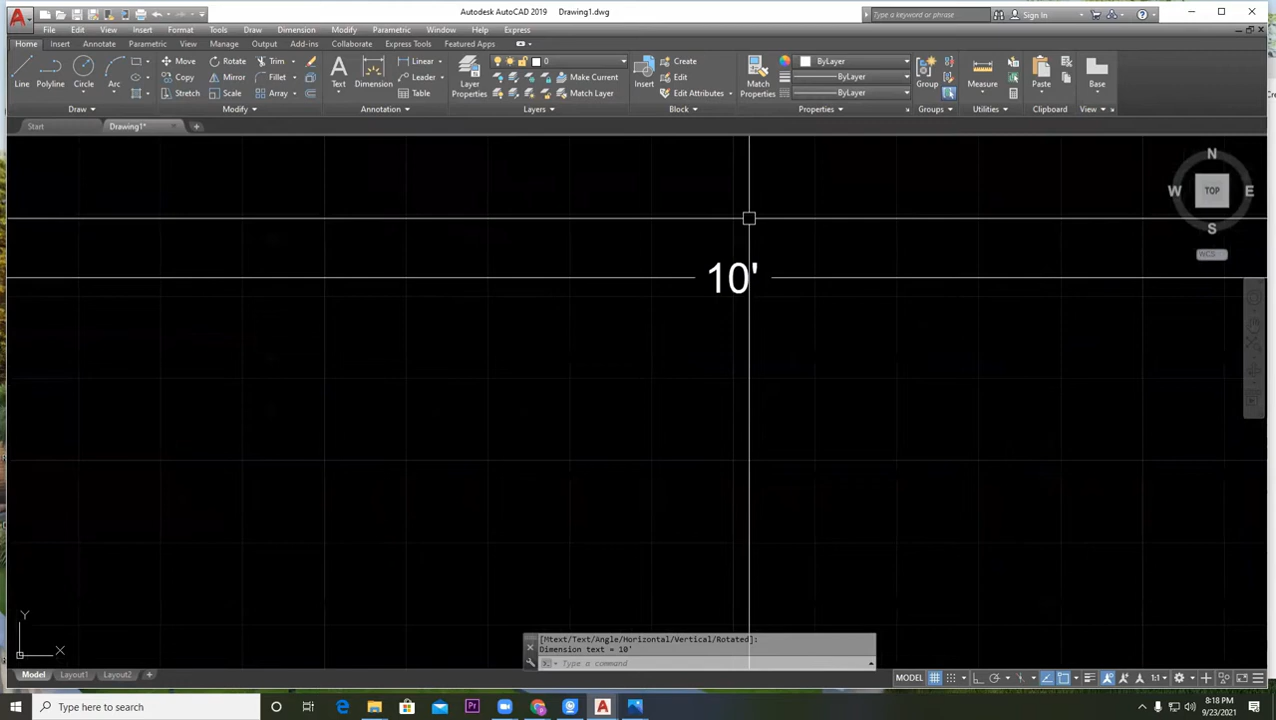 Autodesk AutoCAD 2019 Drawing1.dwg
Type a keyword or phrase
Sign In
File Edit View Insert Format Tools Draw Dimension Modify Parametric Window Help Express
Home Insert Annotate Parametric View Manage Output Add-ins Collaborate Express Tools Featured Apps
Line Polyline Circle Arc
Move Rotate Trim
Copy Mirror Fillet
Stretch Scale Array
Text Dimension
Linear
Leader
Table
Layer Properties
0
Make Current
Match Layer
Insert
Create
Edit
Edit Attributes
Match Properties
ByLayer
ByLayer
ByLayer
Group
Measure
Paste
Base
Draw Modify Annotation Layers Block Properties Groups Utilities Clipboard View
Start Drawing1*
N
W TOP E
S
WCS
10'
Y
X
[Mtext/Text/Angle/Horizontal/Vertical/Rotated]:
Dimension text = 10'
Type a command
Model Layout1 Layout2
MODEL 1:1
Type here to search
8:18 PM
9/23/2021